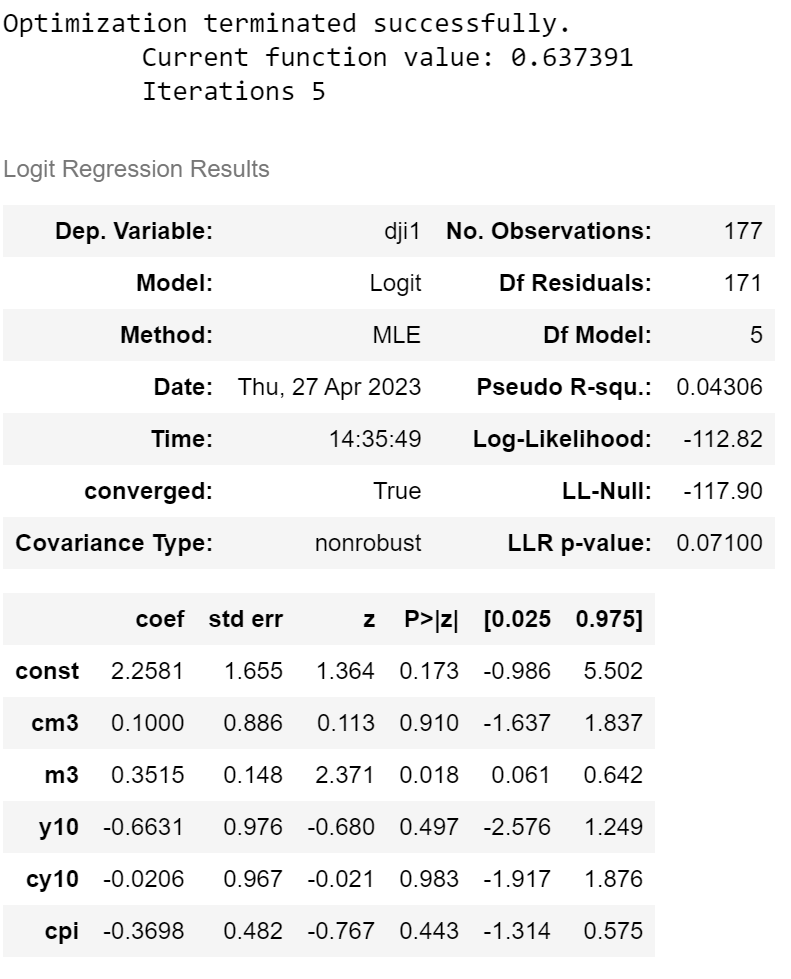 Optimization terminated successfully.
Current function value: 0.637391
Iterations 5
Logit Regression Results
Dep. Variable: dji1 No. Observations: 177
Model: Logit Df Residuals: 171
Method: MLE Df Model: 5
Date: Thu, 27 Apr 2023 Pseudo R-squ.: 0.04306
Time: 14:35:49 Log-Likelihood: -112.82
converged: True LL-Null: -117.90
Covariance Type: nonrobust LLR p-value: 0.07100
coef std err z P>|z| [0.025 0.975]
const 2.2581 1.655 1.364 0.173 -0.986 5.502
cm3 0.1000 0.886 0.113 0.910 -1.637 1.837
m3 0.3515 0.148 2.371 0.018 0.061 0.642
y10 -0.6631 0.976 -0.680 0.497 -2.576 1.249
cy10 -0.0206 0.967 -0.021 0.983 -1.917 1.876
cpi -0.3698 0.482 -0.767 0.443 -1.314 0.575